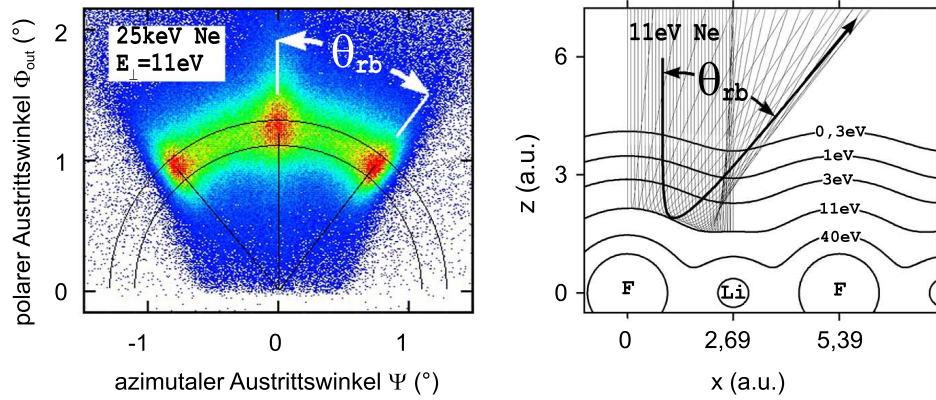 25keV Ne
E⊥=11eV
θrb
2
1
0
-1
0
1
polarer Austrittswinkel Φout (°)
azimutaler Austrittswinkel Ψ (°)
11eV Ne
θrb
0,3eV
1eV
3eV
11eV
40eV
F
Li
F
6
3
0
0
2,69
5,39
z (a.u.)
x (a.u.)